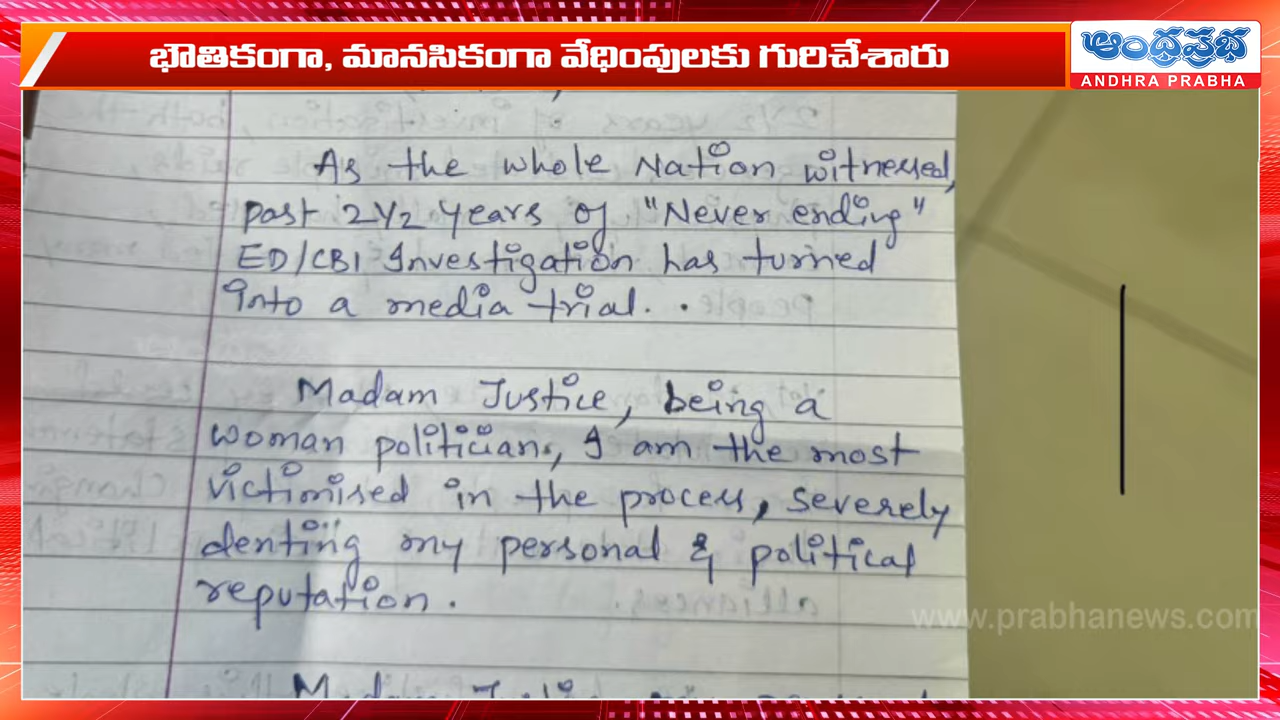 భౌతికంగా, మానసికంగా వేధింపులకు గురిచేశారు
ఆంధ్రప్రభ
ANDHRA PRABHA
As the whole Nation witnessed,
past 2 1/2 years of "Never ending"
ED/CBI Investigation has turned
into a media trial. .
Madam Justice, being a
woman politician, I am the most
victimised in the process, severely
denting my personal & political
reputation.
www.prabhanews.com